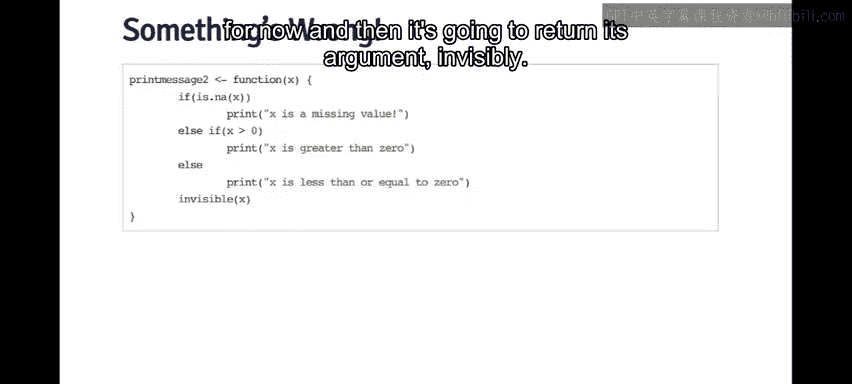 Something's Wrong!
for now and then it's going to return its
argument, invisibly.
printmessage2 <- function(x) {
if(is.na(x))
print("x is a missing value!")
else if(x > 0)
print("x is greater than zero")
else
print("x is less than or equal to zero")
invisible(x)
}